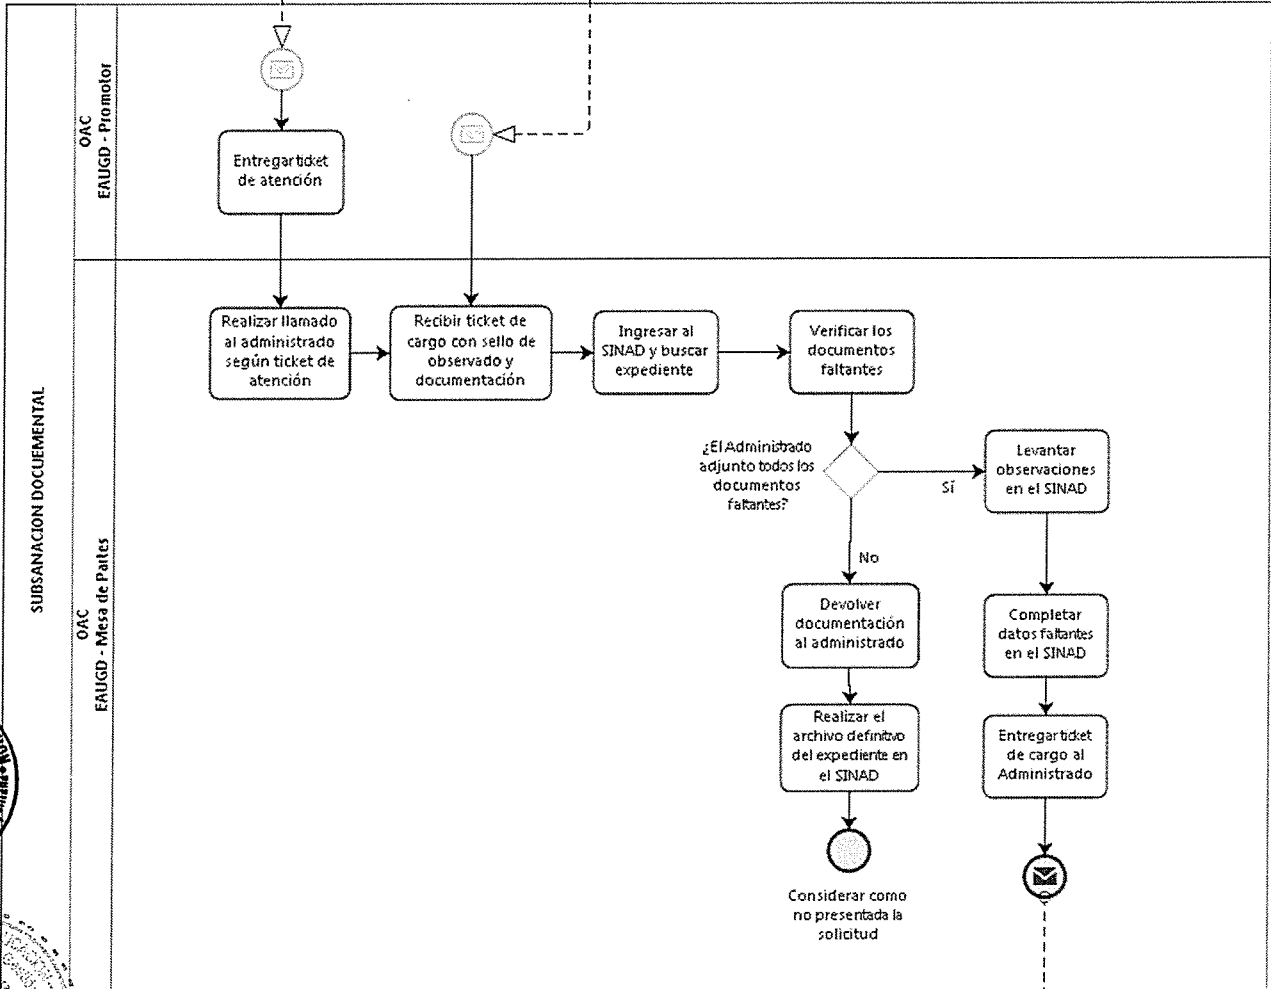 SUBSANACION DOCUEMENTAL
OAC
EAUGD - Promotor
Entregar ticket
de atención
OAC
EAUGD - Mesa de Partes
Realizar llamado
al administrado
según ticket de
atención
Recibir ticket de
cargo con sello de
observado y
documentación
Ingresar al
SINAD y buscar
expediente
Verificar los
documentos
faltantes
¿El Administrado
adjunto todos los
documentos
faltantes?
Sí
Levantar
observaciones
en el SINAD
No
Devolver
documentación
al administrado
Completar
datos faltantes
en el SINAD
Realizar el
archivo definitivo
del expediente en
el SINAD
Entregar ticket
de cargo al
Administrado
Considerar como
no presentada la
solicitud